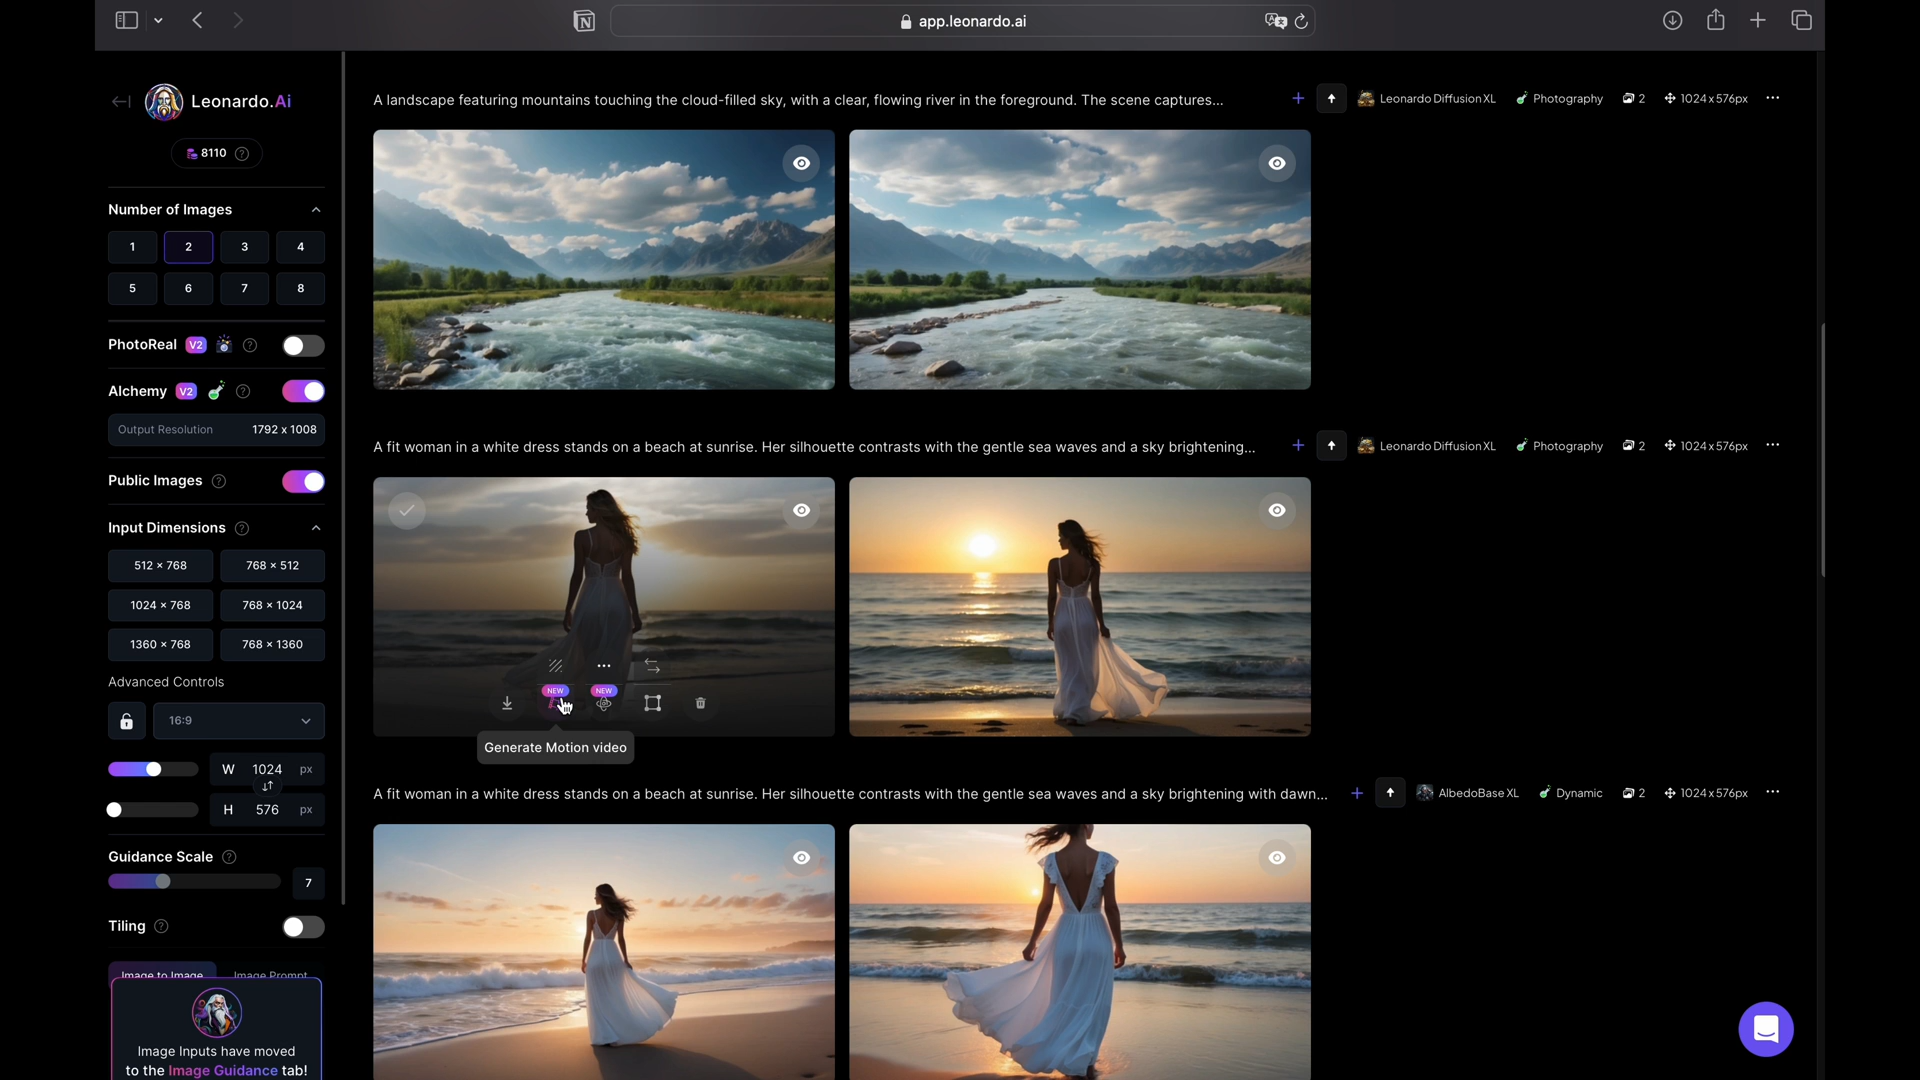 app.leonardo.ai
Leonardo.Ai
8110
Number of Images
1 2 3 4
5 6 7 8
PhotoReal V2
Alchemy V2
Output Resolution 1792 x 1008
Public Images
Input Dimensions
512 × 768 768 × 512
1024 × 768 768 × 1024
1360 × 768 768 × 1360
Advanced Controls
16:9
W 1024 px
H 576 px
Guidance Scale
7
Tiling
Image to Image Image Prompt
Image Inputs have moved
to the Image Guidance tab!
A landscape featuring mountains touching the cloud-filled sky, with a clear, flowing river in the foreground. The scene captures... Leonardo Diffusion XL Photography 2 1024 x 576px
A fit woman in a white dress stands on a beach at sunrise. Her silhouette contrasts with the gentle sea waves and a sky brightening... Leonardo Diffusion XL Photography 2 1024 x 576px
NEW NEW
Generate Motion video
A fit woman in a white dress stands on a beach at sunrise. Her silhouette contrasts with the gentle sea waves and a sky brightening with dawn... AlbedoBase XL Dynamic 2 1024 x 576px